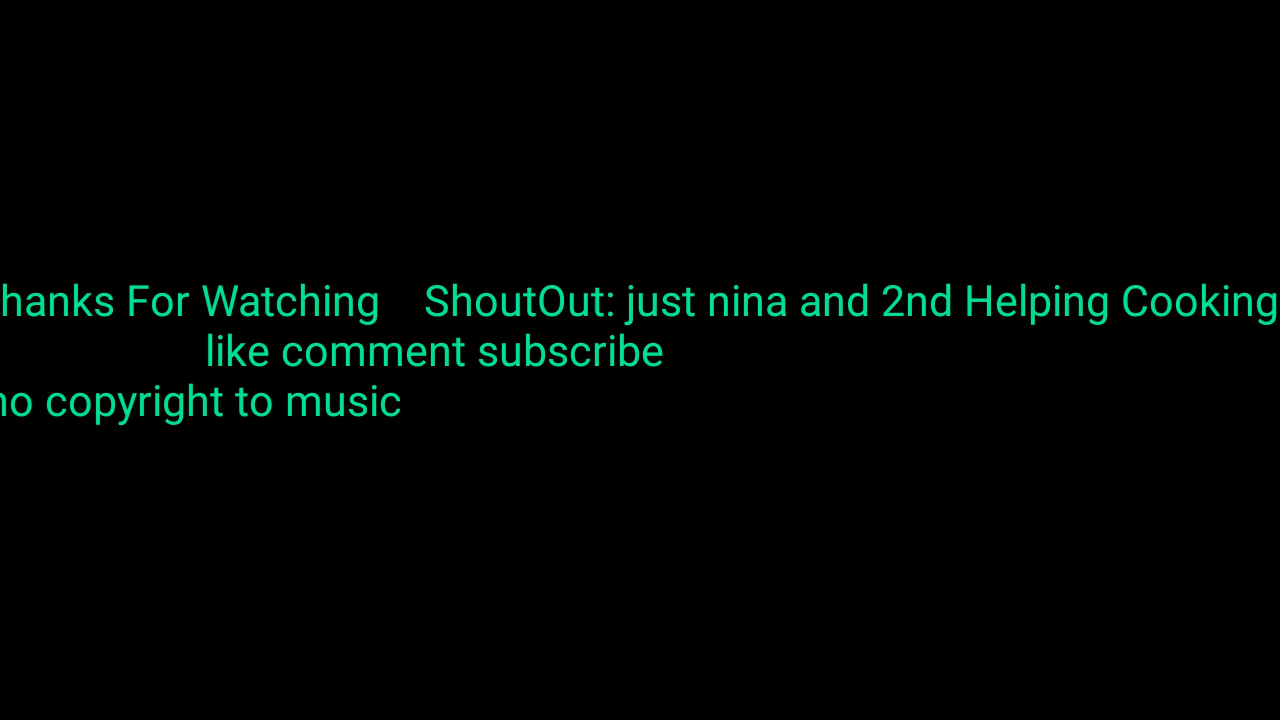 hanks For Watching    ShoutOut: just nina and 2nd Helping Cooking
like comment subscribe
no copyright to music